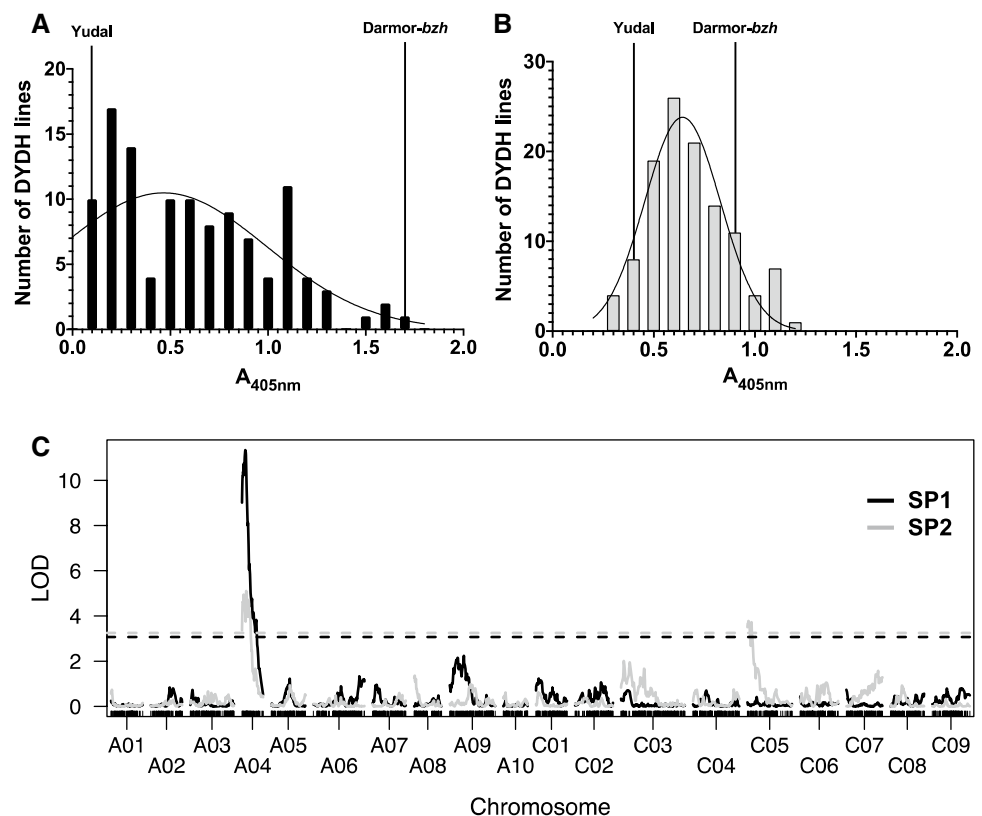 A
Yudal
Darmor-bzh
Number of DYDH lines
20
15
10
5
0
0.0 0.5 1.0 1.5 2.0
A405nm
B
Yudal
Darmor-bzh
Number of DYDH lines
30
20
10
0
0.0 0.5 1.0 1.5 2.0
A405nm
C
LOD
10
8
6
4
2
0
SP1
SP2
A01 A03 A04 A05 A07 A09 C01 C03 C05 C07 C09
A02 A06 A08 A10 C02 C04 C06 C08
Chromosome